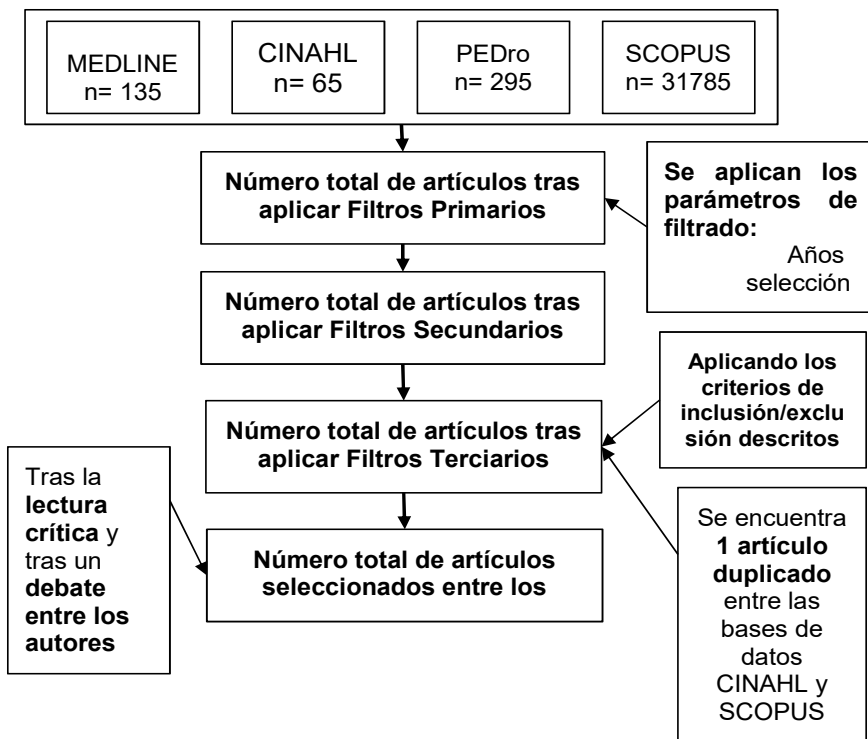 MEDLINE
n= 135
CINAHL
n= 65
PEDro
n= 295
SCOPUS
n= 31785
Número total de artículos tras
aplicar Filtros Primarios
Se aplican los
parámetros de
filtrado:
Años
selección
Número total de artículos tras
aplicar Filtros Secundarios
Aplicando los
criterios de
inclusión/exclu
sión descritos
Número total de artículos tras
aplicar Filtros Terciarios
Tras la
lectura
crítica y
tras un
debate
entre los
autores
Número total de artículos
seleccionados entre los
Se encuentra
1 artículo
duplicado
entre las
bases de
datos
CINAHL y
SCOPUS